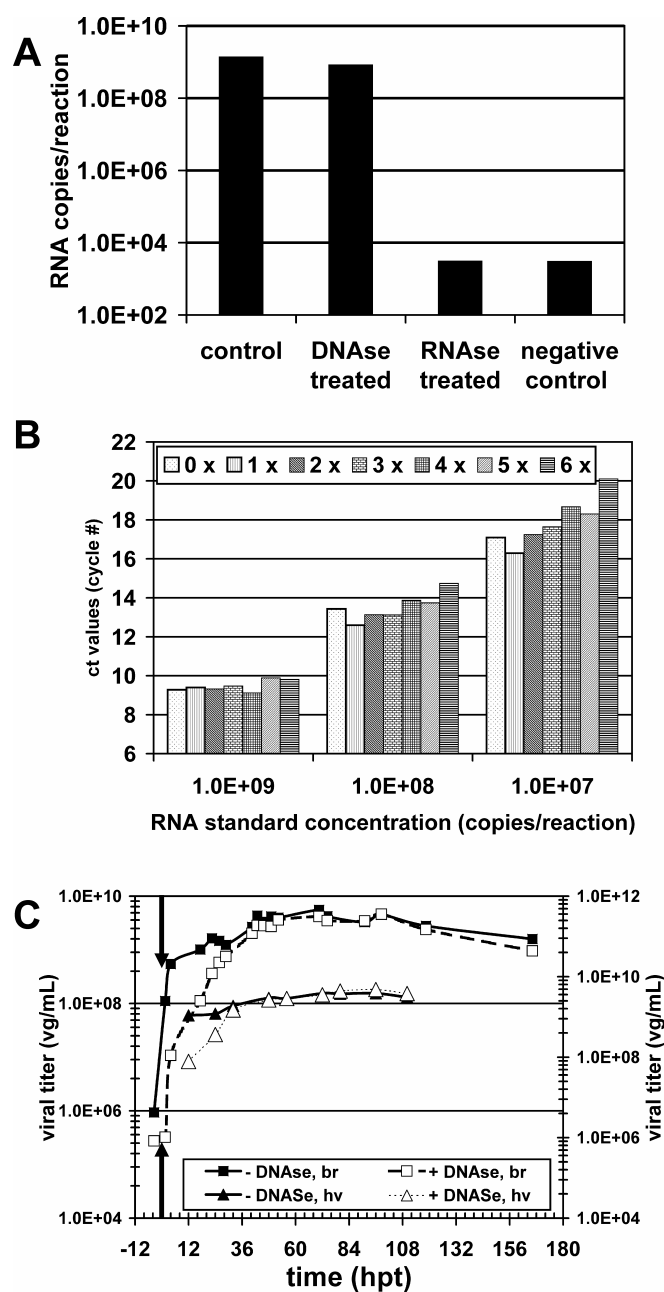 A
RNA copies/reaction
1.0E+10
1.0E+08
1.0E+06
1.0E+04
1.0E+02
control
DNAse treated
RNAse treated
negative control
B
ct values (cycle #)
22
20
18
16
14
12
10
8
6
0 x 1 x 2 x 3 x 4 x 5 x 6 x
1.0E+09 1.0E+08 1.0E+07
RNA standard concentration (copies/reaction)
C
viral titer (vg/mL)
1.0E+10
1.0E+08
1.0E+06
1.0E+04
1.0E+12
1.0E+10
1.0E+08
1.0E+06
1.0E+04
viral titer (vg/mL)
- DNAse, br + DNASe, br
- DNASe, hv + DNASe, hv
-12 12 36 60 84 108 132 156 180
time (hpt)